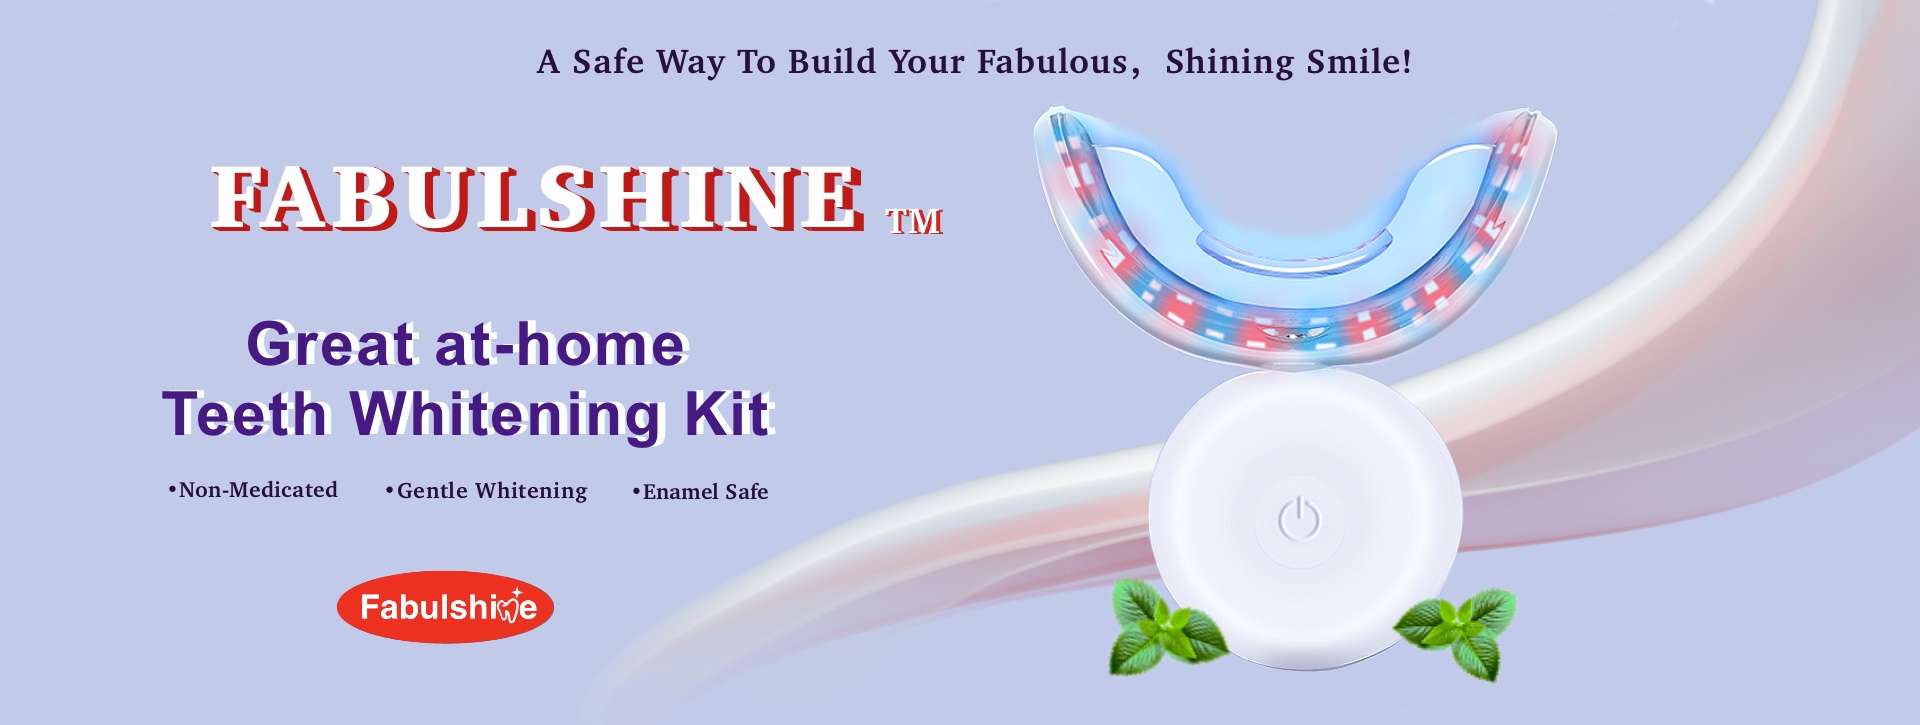 A Safe Way To Build Your Fabulous, Shining Smile!
FABULSHINE TM
Great at-home
Teeth Whitening Kit
•Non-Medicated •Gentle Whitening •Enamel Safe
Fabulshine